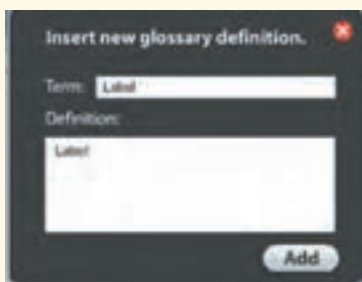 Insert new glossary definition.
Term: Label
Definition:
Label
Add